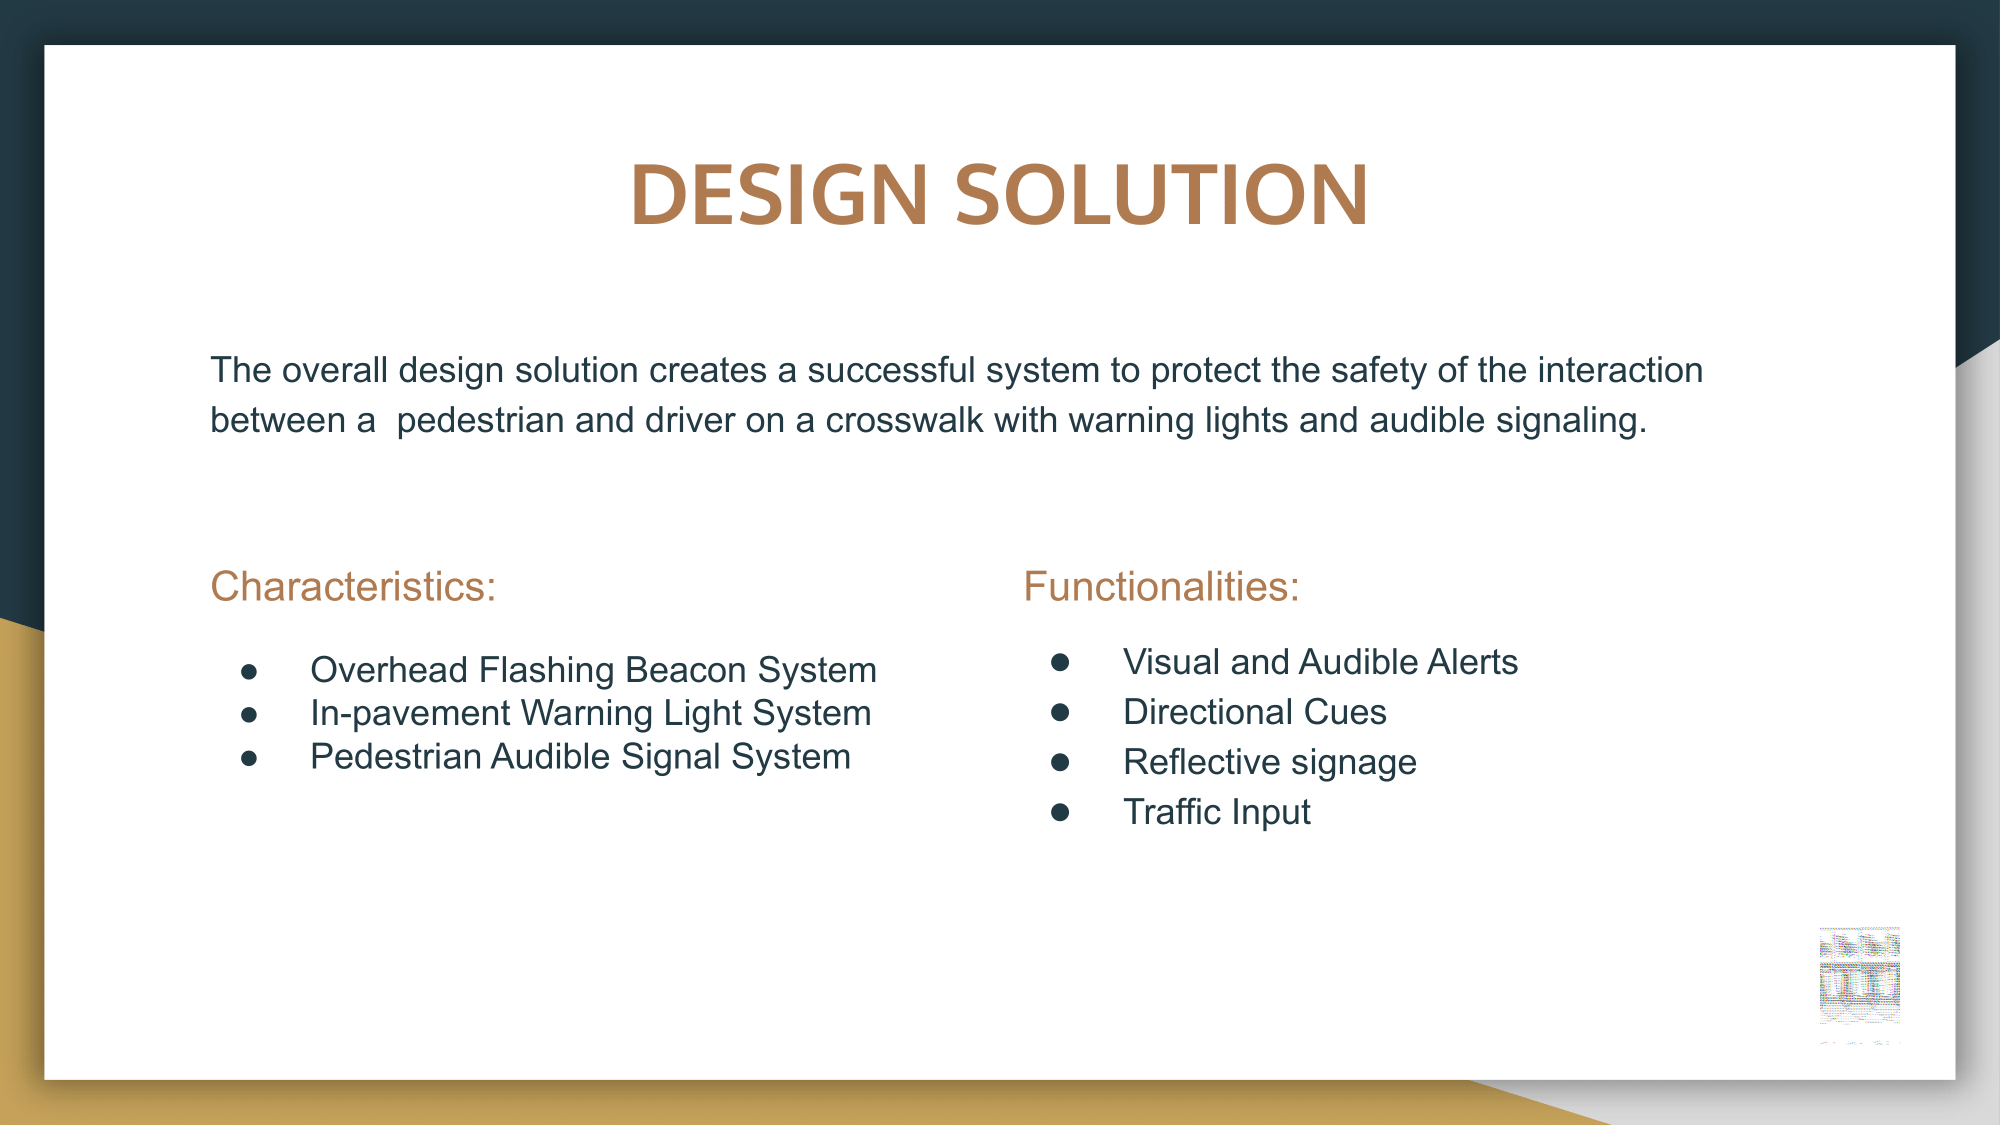 DESIGN SOLUTION
The overall design solution creates a successful system to protect the safety of the interaction
between a  pedestrian and driver on a crosswalk with warning lights and audible signaling.
Characteristics:
● Overhead Flashing Beacon System
● In-pavement Warning Light System
● Pedestrian Audible Signal System
Functionalities:
● Visual and Audible Alerts
● Directional Cues
● Reflective signage
● Traffic Input